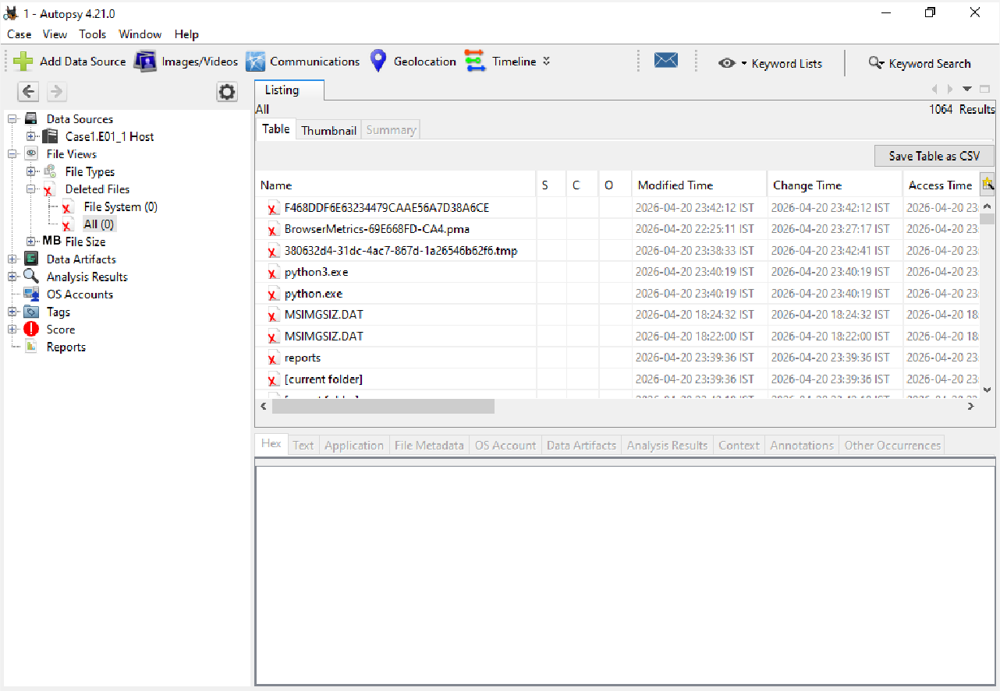 1 - Autopsy 4.21.0
Case View Tools Window Help
Add Data Source Images/Videos Communications Geolocation Timeline Keyword Lists Keyword Search
Data Sources
Case1.E01_1 Host
File Views
File Types
Deleted Files
File System (0)
All (0)
MB File Size
Data Artifacts
Analysis Results
OS Accounts
Tags
Score
Reports
Listing
All
1064 Results
Table Thumbnail Summary
Save Table as CSV
Name S C O Modified Time Change Time Access Time
F468DDF6E63234479CAAE56A7D38A6CE 2026-04-20 23:42:12 IST 2026-04-20 23:42:12 IST 2026-04-20 23:
BrowserMetrics-69E668FD-CA4.pma 2026-04-20 22:25:11 IST 2026-04-20 23:27:17 IST 2026-04-20 23:
380632d4-31dc-4ac7-867d-1a26546b62f6.tmp 2026-04-20 23:38:33 IST 2026-04-20 23:42:41 IST 2026-04-20 23:
python3.exe 2026-04-20 23:40:19 IST 2026-04-20 23:40:19 IST 2026-04-20 23:
python.exe 2026-04-20 23:40:19 IST 2026-04-20 23:40:19 IST 2026-04-20 23:
MSIMGSIZ.DAT 2026-04-20 18:24:32 IST 2026-04-20 18:24:32 IST 2026-04-20 18:
MSIMGSIZ.DAT 2026-04-20 18:22:00 IST 2026-04-20 18:22:00 IST 2026-04-20 18:
reports 2026-04-20 23:39:36 IST 2026-04-20 23:39:36 IST 2026-04-20 23:
[current folder] 2026-04-20 23:39:36 IST 2026-04-20 23:39:36 IST 2026-04-20 23:
Hex Text Application File Metadata OS Account Data Artifacts Analysis Results Context Annotations Other Occurrences